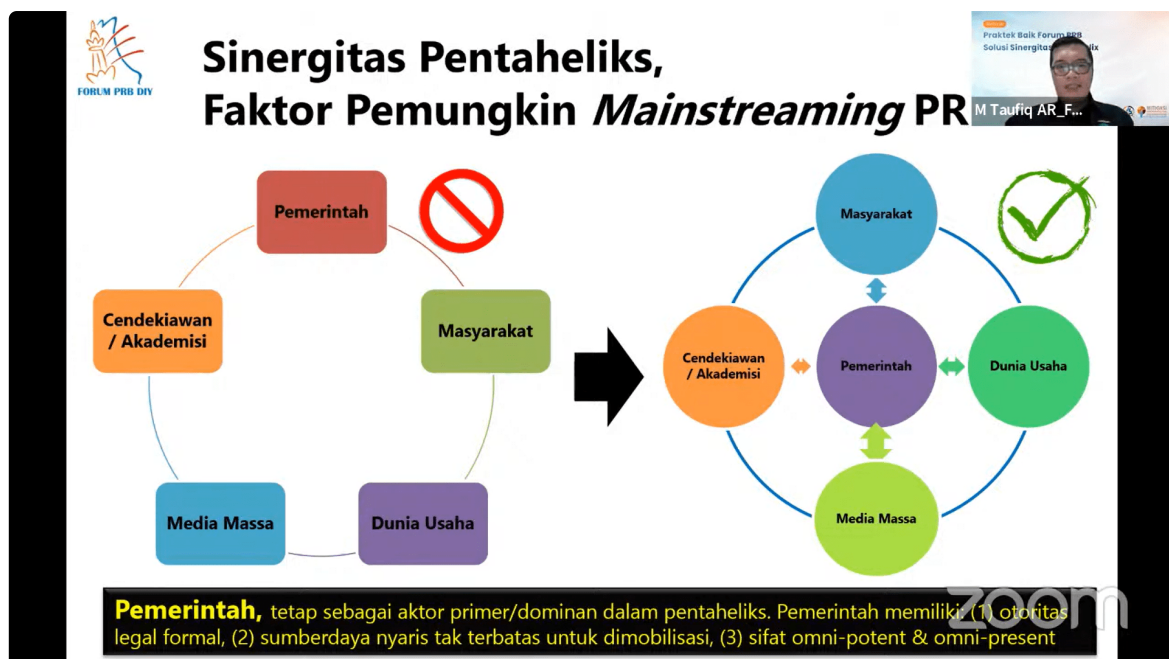 FORUM PRB DIY
Sinergitas Pentaheliks,
Faktor Pemungkin Mainstreaming PR
Praktek Baik Forum PRB
Solusi Sinergitas
M Taufiq AR_F...
Pemerintah
Cendekiawan
/ Akademisi
Masyarakat
Media Massa
Dunia Usaha
Masyarakat
Cendekiawan
/ Akademisi
Pemerintah
Dunia Usaha
Media Massa
Pemerintah, tetap sebagai aktor primer/dominan dalam pentaheliks. Pemerintah memiliki: (1) otoritas
legal formal, (2) sumberdaya nyaris tak terbatas untuk dimobilisasi, (3) sifat omni-potent & omni-present
zoom